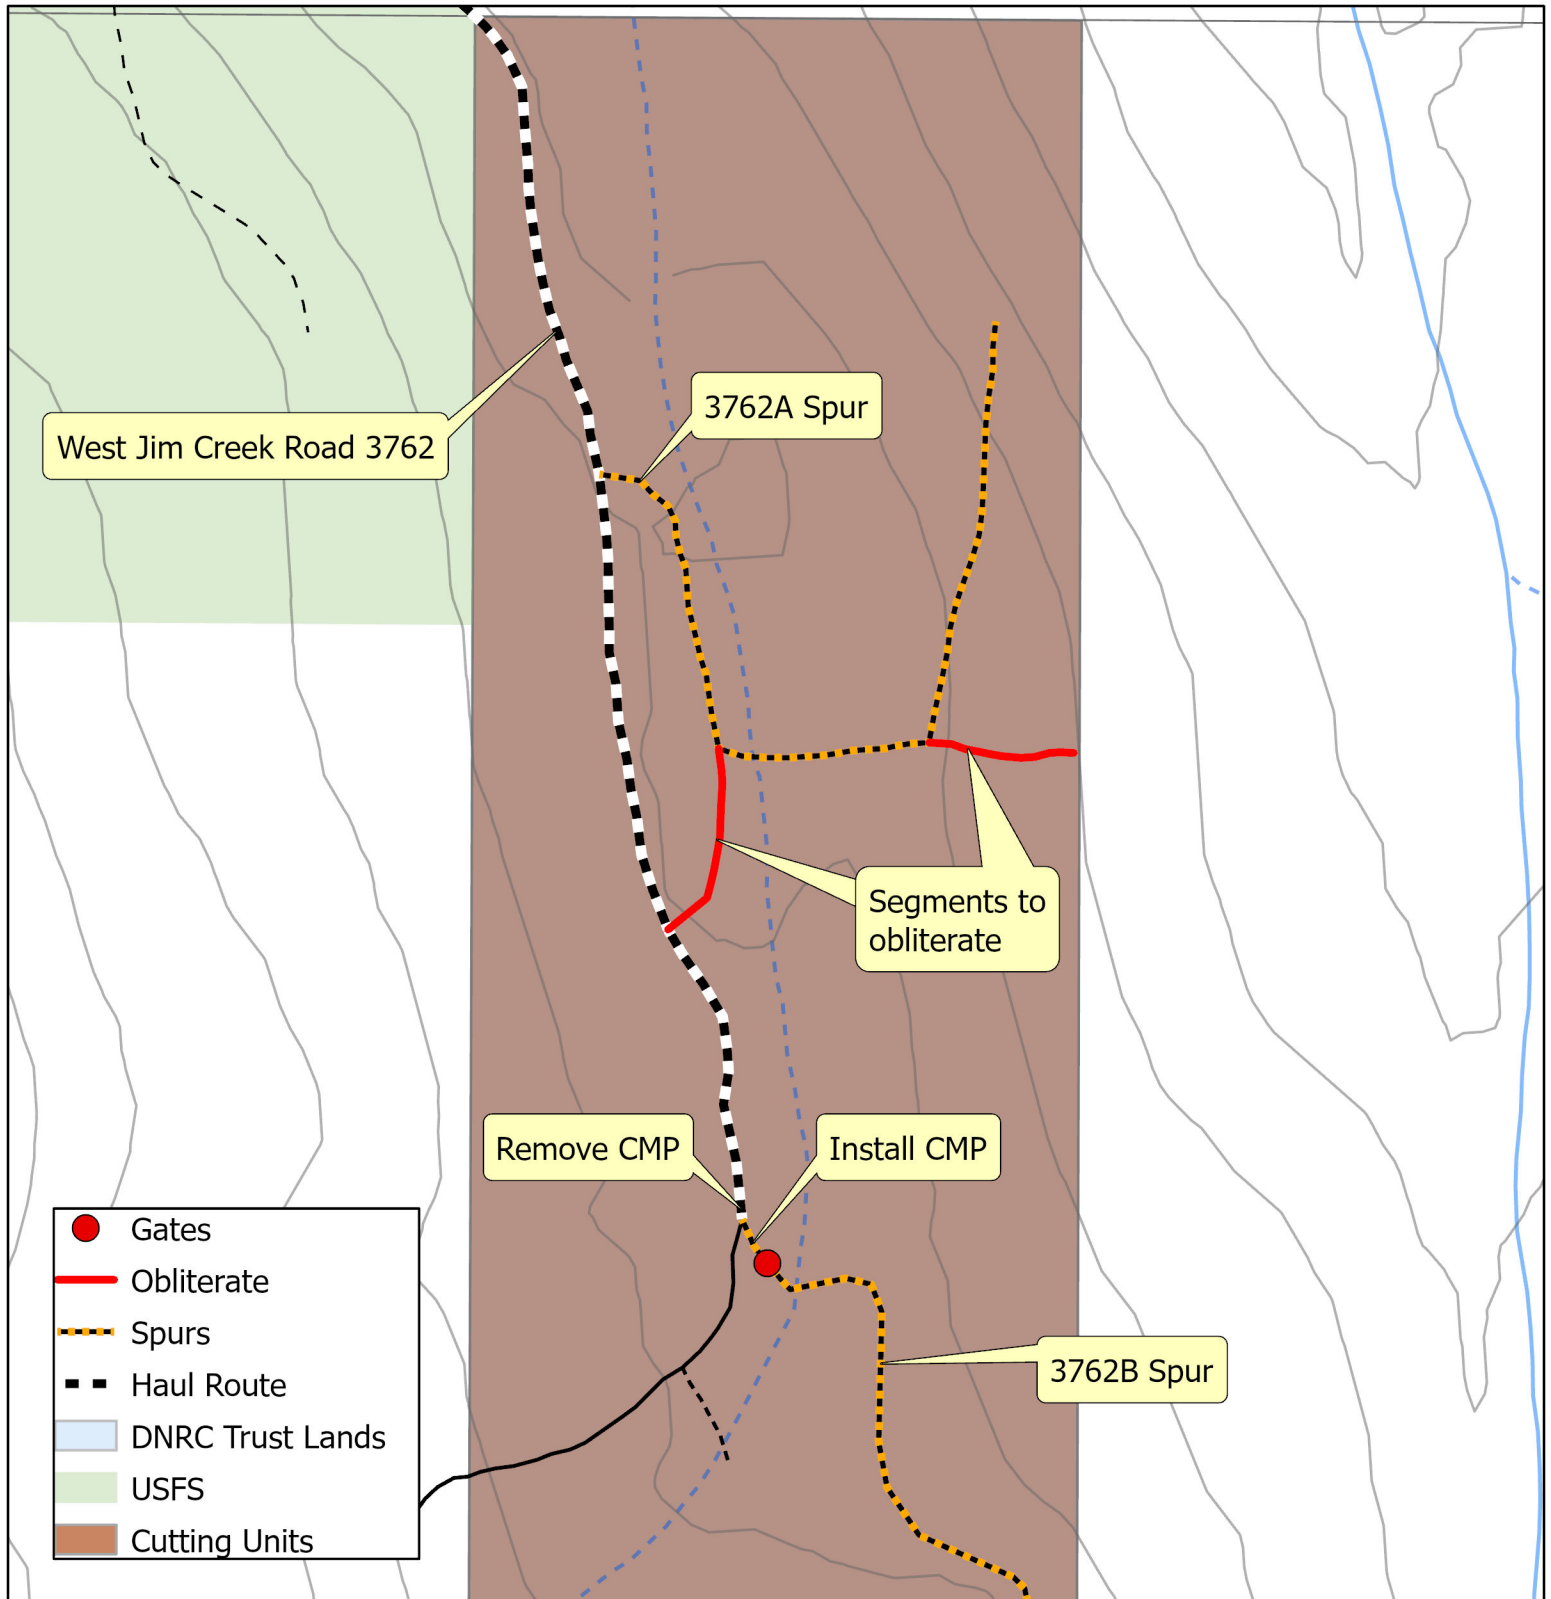 3762A Spur
West Jim Creek Road 3762
Segments to
obliterate
Remove CMP
Install CMP
3762B Spur
Gates
Obliterate
Spurs
Haul Route
DNRC Trust Lands
USFS
Cutting Units